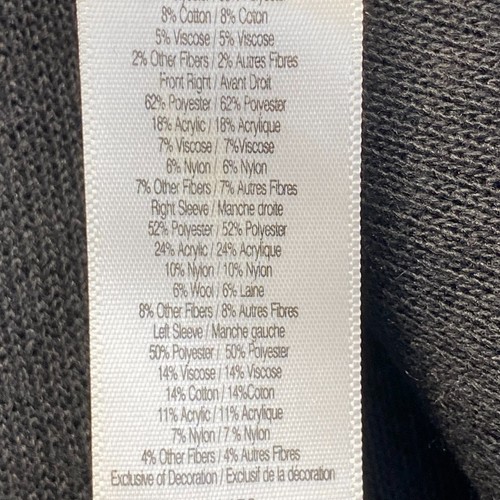 8% Cotton / 8% Coton
5% Viscose / 5% Viscose
2% Other Fibers / 2% Autres Fibres
Front Right / Avant Droit
62% Polyester / 62% Polyester
18% Acrylic / 18% Acrylique
7% Viscose / 7%Viscose
6% Nylon / 6% Nylon
7% Other Fibers / 7% Autres Fibres
Right Sleeve / Manche droite
52% Polyester / 52% Polyester
24% Acrylic / 24% Acrylique
10% Nylon / 10% Nylon
6% Wool / 6% Laine
8% Other Fibers / 8% Autres Fibres
Left Sleeve / Manche gauche
50% Polyester / 50% Polyester
14% Viscose / 14% Viscose
14% Cotton / 14%Coton
11% Acrylic / 11% Acrylique
7% Nylon / 7 % Nylon
4% Other Fibers / 4% Autres Fibres
Exclusive of Decoration / Exclusif de la décoration